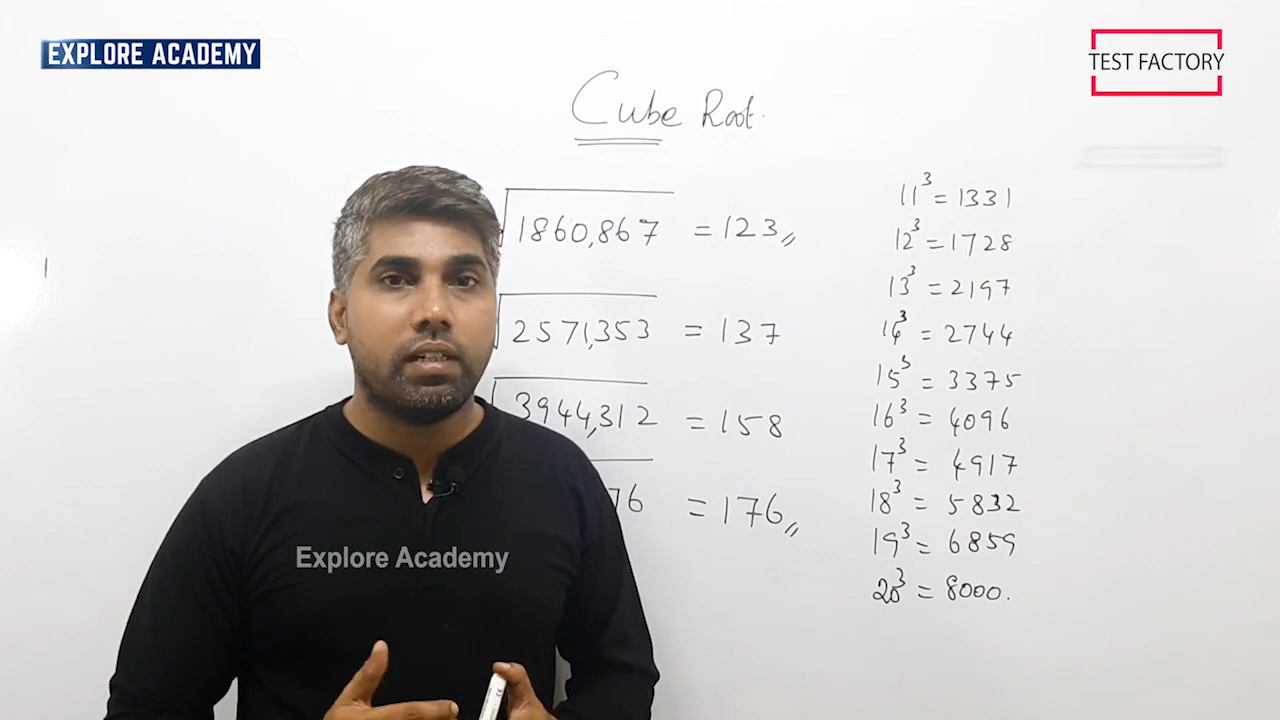 EXPLORE ACADEMY
TEST FACTORY
Cube Root.
1860,867 = 123
2571,353 = 137
3944,312 = 158
76 = 176
11³ = 1331
12³ = 1728
13³ = 2197
14³ = 2744
15³ = 3375
16³ = 4096
17³ = 4917
18³ = 5832
19³ = 6859
20³ = 8000.
Explore Academy